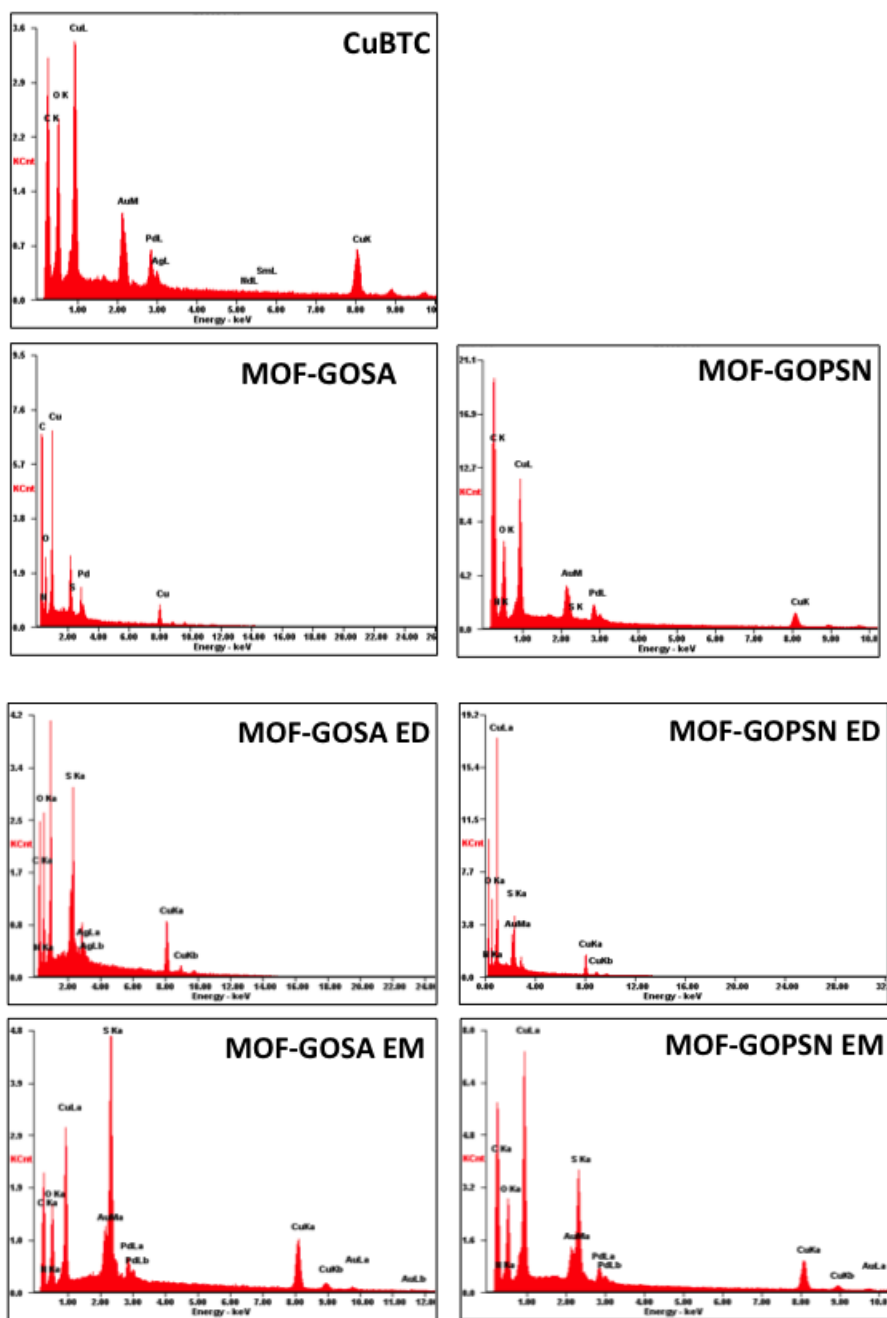 CuBTC
3.6
2.9
2.2
KCnt
1.4
0.7
0.0
CuL
O K
C K
AuM
PdL
AgL
NdL
SmL
CuK
1.00 2.00 3.00 4.00 5.00 6.00 7.00 8.00 9.00 10.0
Energy - keV
MOF-GOSA
9.5
7.6
5.7
KCnt
3.8
1.9
0.0
C
Cu
O
N
S
Pd
Cu
2.00 4.00 6.00 8.00 10.00 12.00 14.00 16.00 18.00 20.00 22.00 24.00 26.0
Energy - keV
MOF-GOPSN
21.1
16.9
12.7
KCnt
8.4
4.2
0.0
C K
CuL
O K
N K
AuM
S K
PdL
CuK
1.00 2.00 3.00 4.00 5.00 6.00 7.00 8.00 9.00 10.0
Energy - keV
MOF-GOSA ED
4.2
3.4
2.5
KCnt
1.7
0.8
0.0
S Ka
O Ka
C Ka
N Ka
AgLa
AgLb
CuKa
CuKb
2.00 4.00 6.00 8.00 10.00 12.00 14.00 16.00 18.00 20.00 22.00 24.0
Energy - keV
MOF-GOPSN ED
19.2
15.4
11.5
KCnt
7.7
3.8
0.0
CuLa
O Ka
S Ka
AuMa
N Ka
CuKa
CuKb
0.00 4.00 8.00 12.00 16.00 20.00 24.00 28.00 32
Energy - keV
MOF-GOSA EM
4.8
3.9
2.9
KCnt
1.9
1.0
0.0
S Ka
CuLa
O Ka
C Ka
N Ka
AuMa
PdLa
PdLb
CuKa
CuKb
AuLa
AuLb
1.00 2.00 3.00 4.00 5.00 6.00 7.00 8.00 9.00 10.00 11.00 12.00
Energy - keV
MOF-GOPSN EM
8.0
6.4
4.8
KCnt
3.2
1.6
0.0
CuLa
C Ka
O Ka
N Ka
S Ka
AuMa
PdLa
PdLb
CuKa
CuKb
AuLa
1.00 2.00 3.00 4.00 5.00 6.00 7.00 8.00 9.00 10.0
Energy - keV